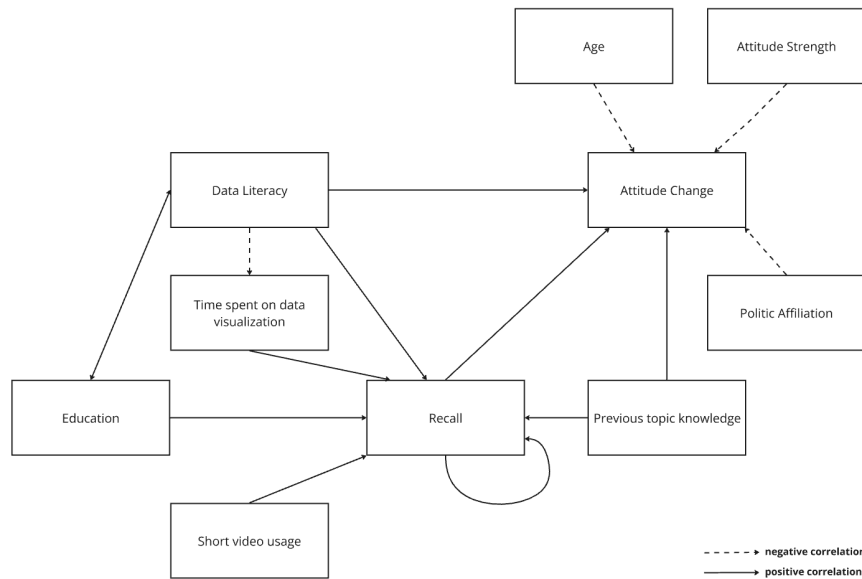 Age
Attitude Strength
Data Literacy
Attitude Change
Time spent on data
visualization
Politic Affiliation
Education
Recall
Previous topic knowledge
Short video usage
negative correlation
positive correlation